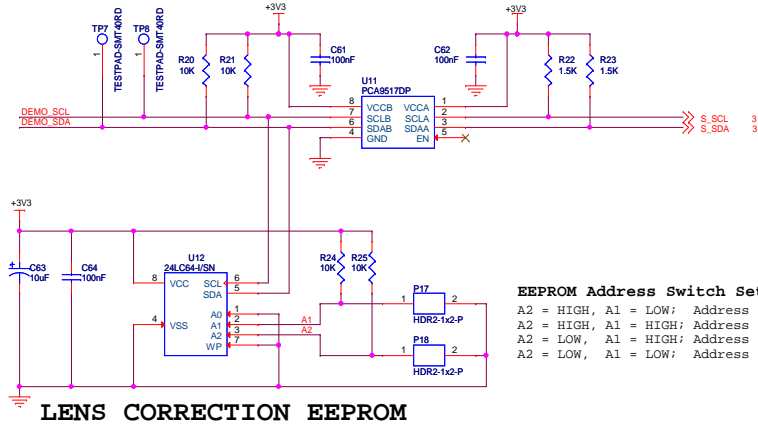 +3V3
+3V3
TP7
TP8
TESTPAD-SMT40RD
TESTPAD-SMT40RD
1
1
R20
10K
R21
10K
C61
100nF
C62
100nF
R22
1.5K
R23
1.5K
U11
PCA9517DP
8 VCCB VCCA 1
7 SCLB SCLA 2
6 SDAB SDAA 3
4 GND EN 5
DEMO_SCL
DEMO_SDA
S_SCL 3
S_SDA 3
+3V3
C63
10uF
C64
100nF
U12
24LC64-I/SN
8 VCC SCL 6
SDA 5
A0 1
4 VSS A1 2
A2 3
WP 7
R24
10K
R25
10K
A1
A2
P17
1 2
HDR2-1x2-P
P18
1 2
HDR2-1x2-P
EEPROM Address Switch Set
A2 = HIGH, A1 = LOW; Address
A2 = HIGH, A1 = HIGH; Address
A2 = LOW, A1 = HIGH; Address
A2 = LOW, A1 = LOW; Address
LENS CORRECTION EEPROM